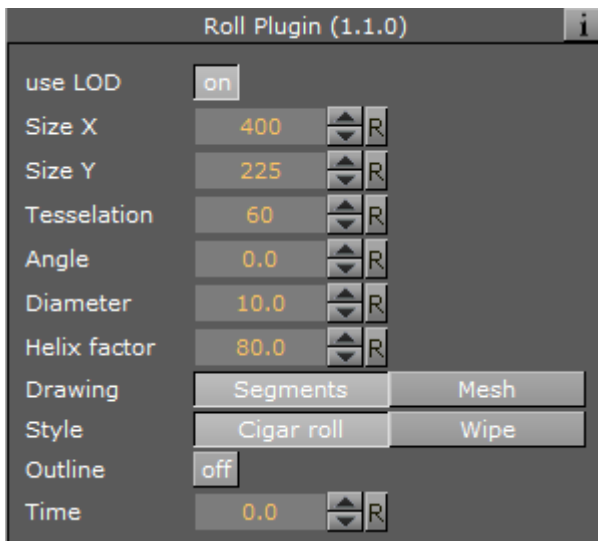 Roll Plugin (1.1.0) i
use LOD on
Size X 400 R
Size Y 225 R
Tesselation 60 R
Angle 0.0 R
Diameter 10.0 R
Helix factor 80.0 R
Drawing Segments Mesh
Style Cigar roll Wipe
Outline off
Time 0.0 R